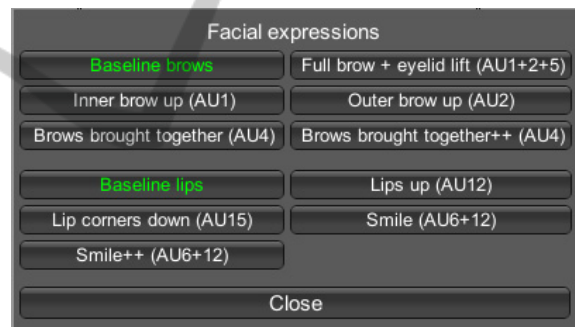 Facial expressions
Baseline brows
Full brow + eyelid lift (AU1+2+5)
Inner brow up (AU1)
Outer brow up (AU2)
Brows brought together (AU4)
Brows brought together++ (AU4)
Baseline lips
Lips up (AU12)
Lip corners down (AU15)
Smile (AU6+12)
Smile++ (AU6+12)
Close